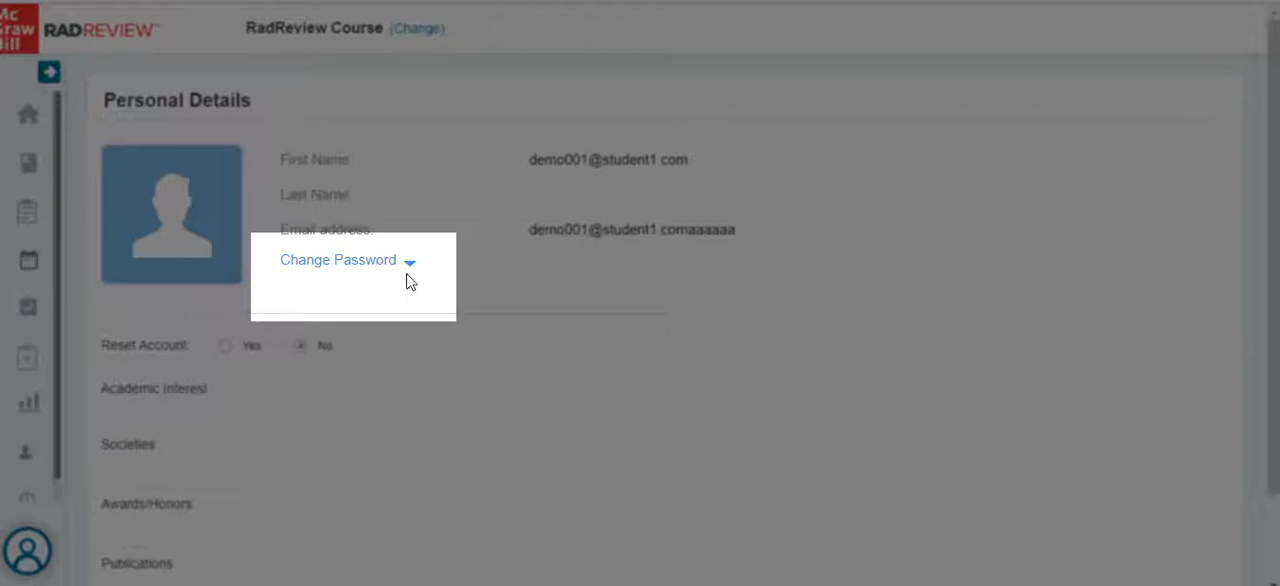 Mc
Graw
Hill
RADREVIEW™
RadReview Course (Change)
Personal Details
First Name
demo001@student1.com
Last Name
Email address:
demo001@student1.comaaaaaa
Change Password
Reset Account: Yes No
Academic Interest
Societies
Awards/Honors
Publications